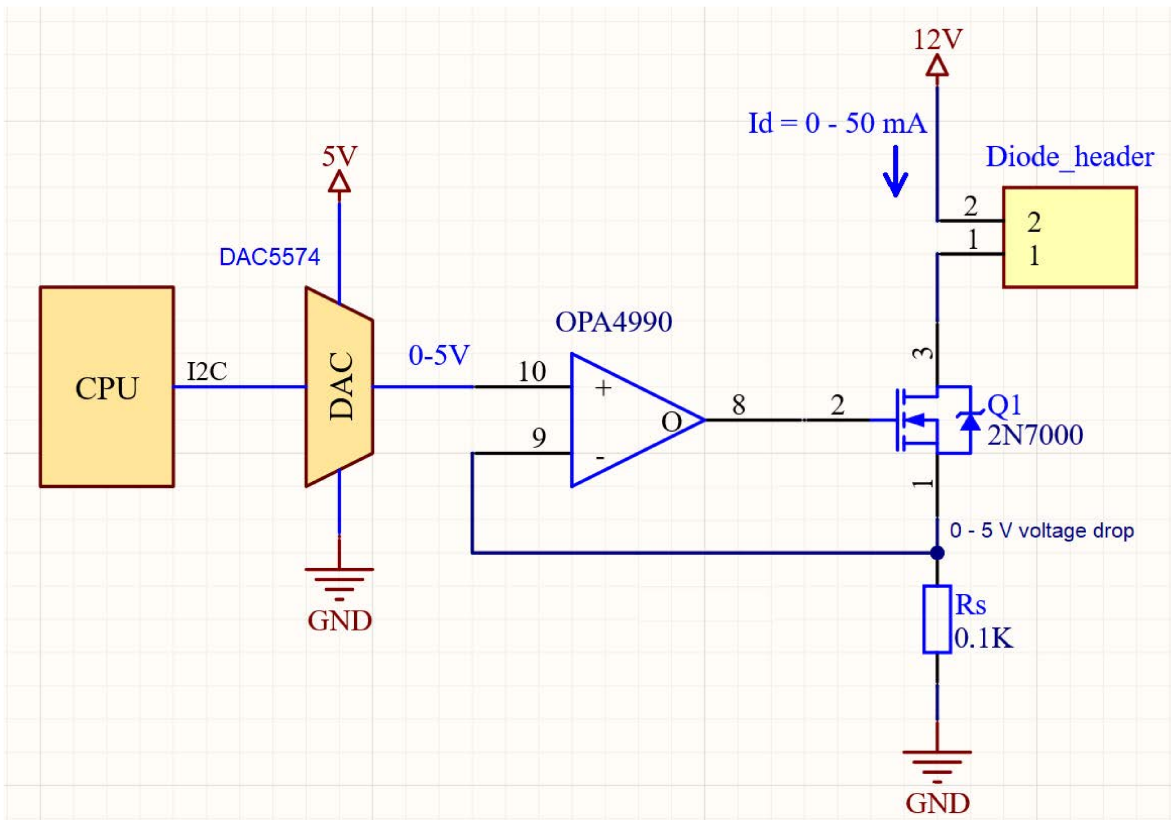 12V
Id = 0 - 50 mA
5V
Diode_header
DAC5574
2
2
1
1
OPA4990
0-5V
CPU
I2C
DAC
10
+
3
O
8
2
Q1
2N7000
9
-
1
0 - 5 V voltage drop
Rs
0.1K
GND
GND